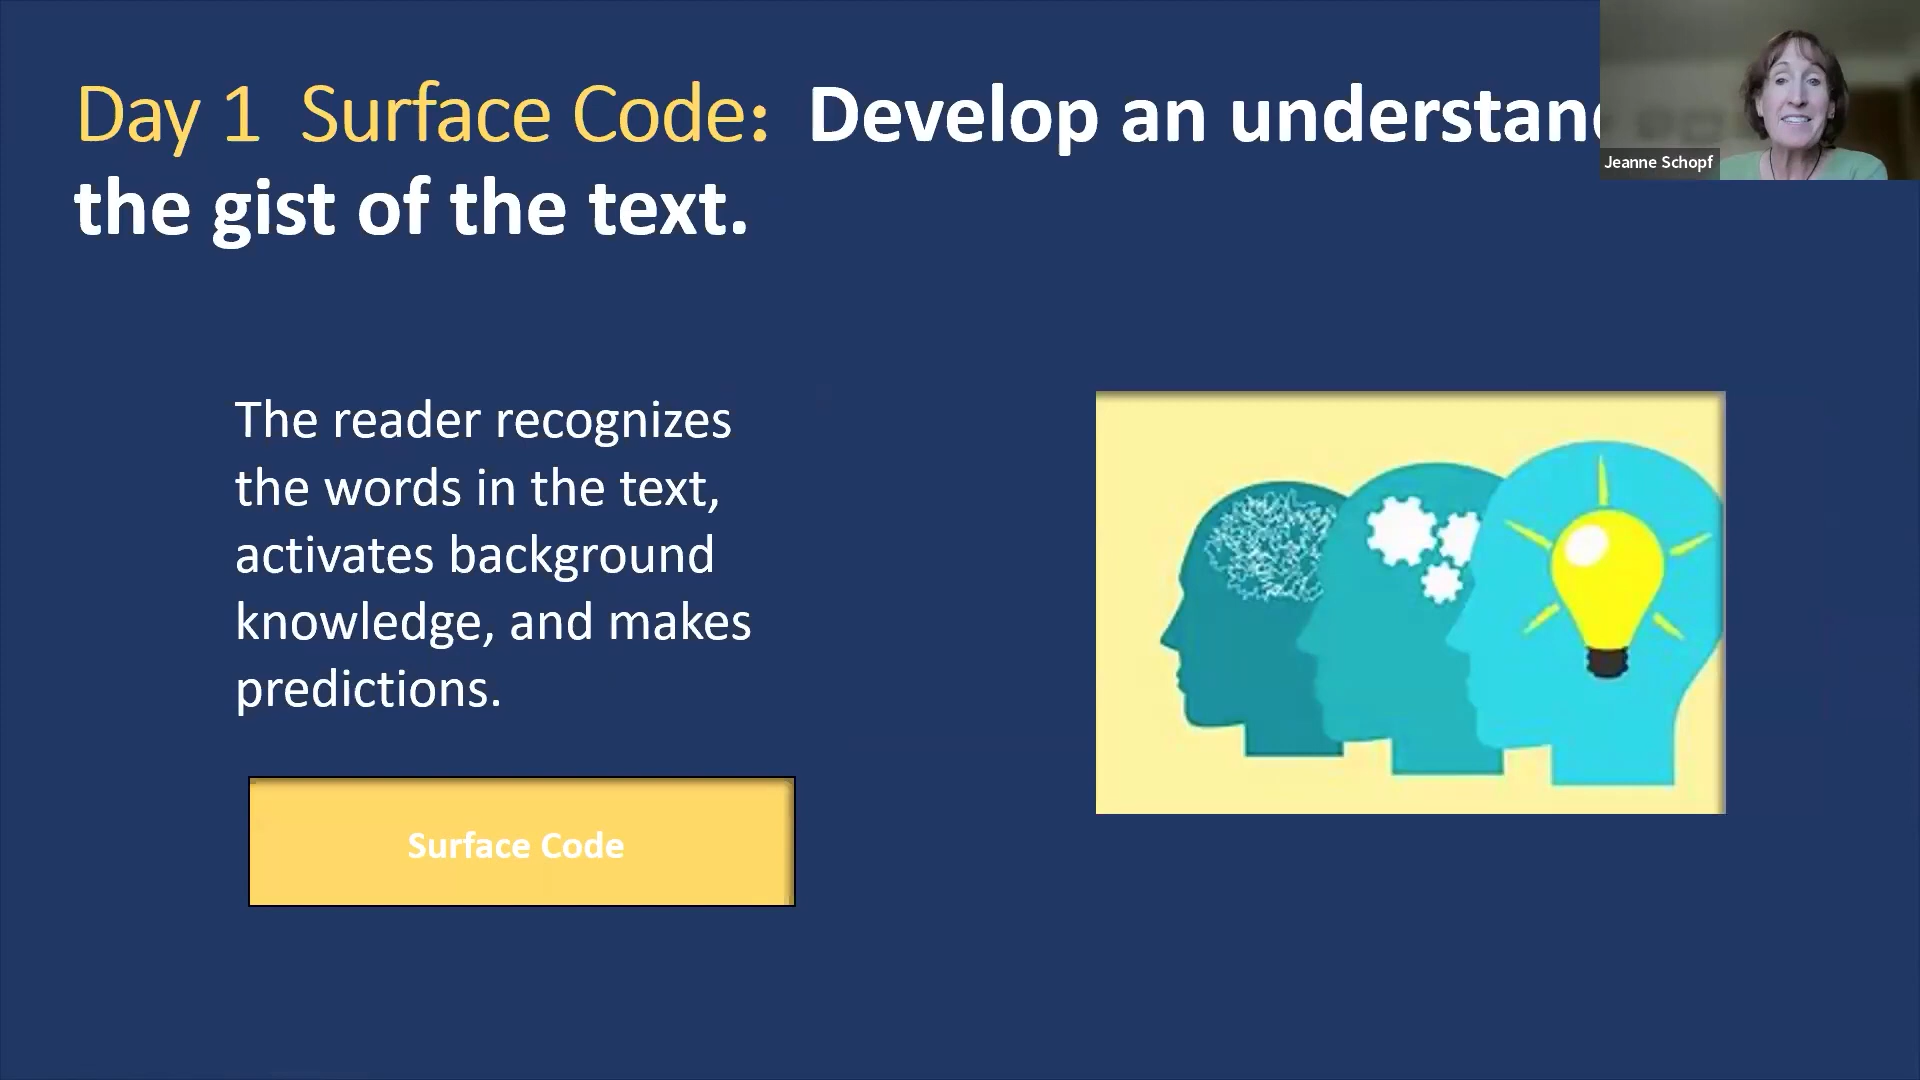 Day 1 Surface Code: Develop an
the gist of the text.
Jeanne Schopf
The reader recognizes
the words in the text,
activates background
knowledge, and makes
predictions.
Surface Code